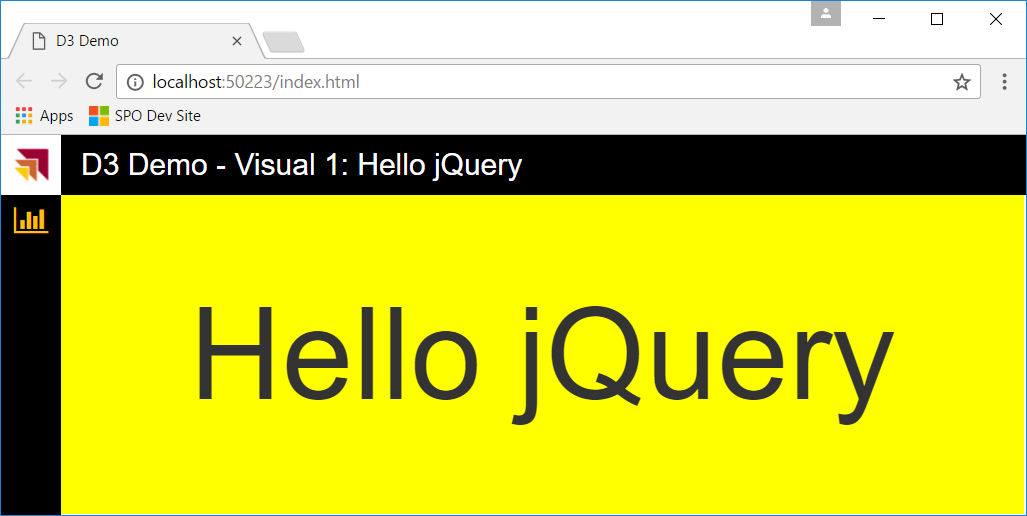 D3 Demo
localhost:50223/index.html
Apps SPO Dev Site
D3 Demo - Visual 1: Hello jQuery
Hello jQuery